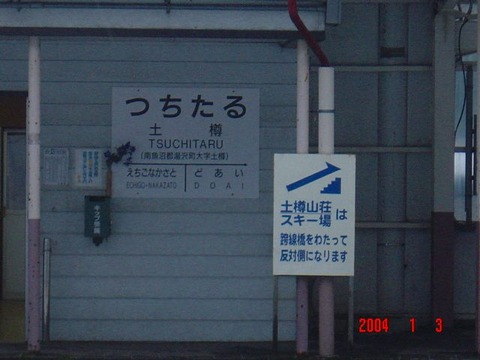 つちたる
土 樽
TSUCHITARU
(南魚沼郡湯沢町大字土樽)
えちごなかさと どあい
ECHIGO-NAKAZATO DOAI
土樽山荘
スキー場 は
跨線橋をわたって
反対側になります
2004 1 3